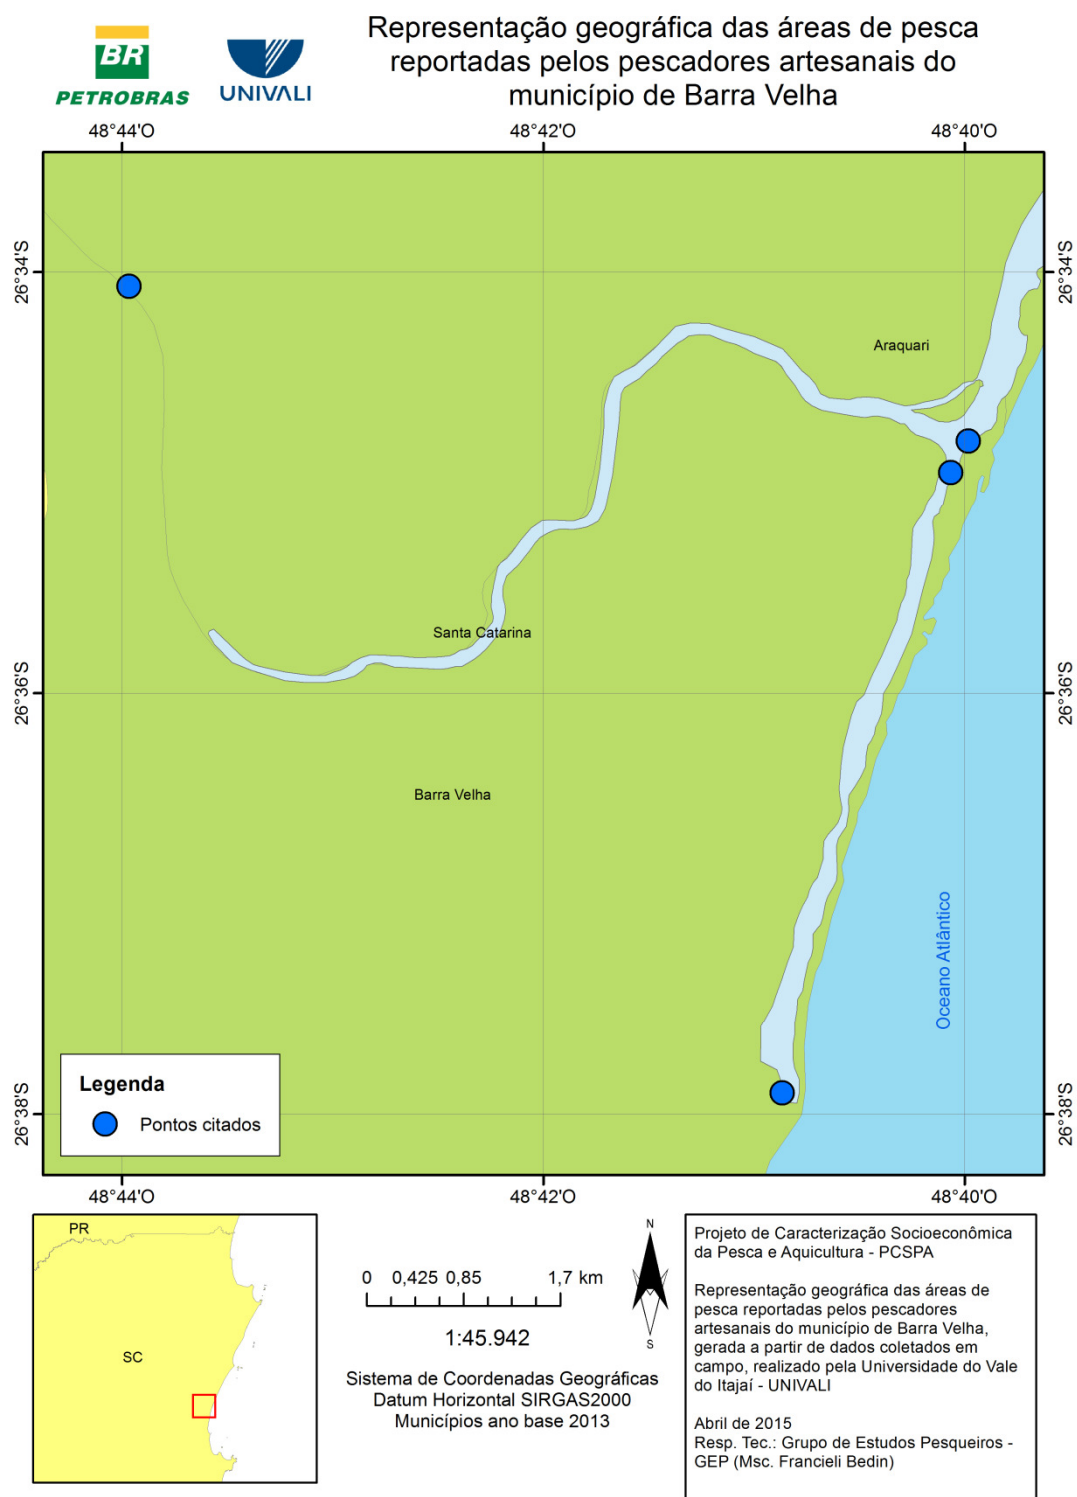 BR
PETROBRAS
UNIVALI
Representação geográfica das áreas de pesca
reportadas pelos pescadores artesanais do
município de Barra Velha
48°44'O
48°42'O
48°40'O
26°34'S
26°34'S
Araquari
Santa Catarina
26°36'S
26°36'S
Barra Velha
Oceano Atlântico
Legenda
Pontos citados
26°38'S
26°38'S
48°44'O
48°42'O
48°40'O
PR
SC
0 0,425 0,85 1,7 km
1:45.942
N
S
Sistema de Coordenadas Geográficas
Datum Horizontal SIRGAS2000
Municípios ano base 2013
Projeto de Caracterização Socioeconômica
da Pesca e Aquicultura - PCSPA
Representação geográfica das áreas de
pesca reportadas pelos pescadores
artesanais do município de Barra Velha,
gerada a partir de dados coletados em
campo, realizado pela Universidade do Vale
do Itajaí - UNIVALI
Abril de 2015
Resp. Tec.: Grupo de Estudos Pesqueiros -
GEP (Msc. Francieli Bedin)